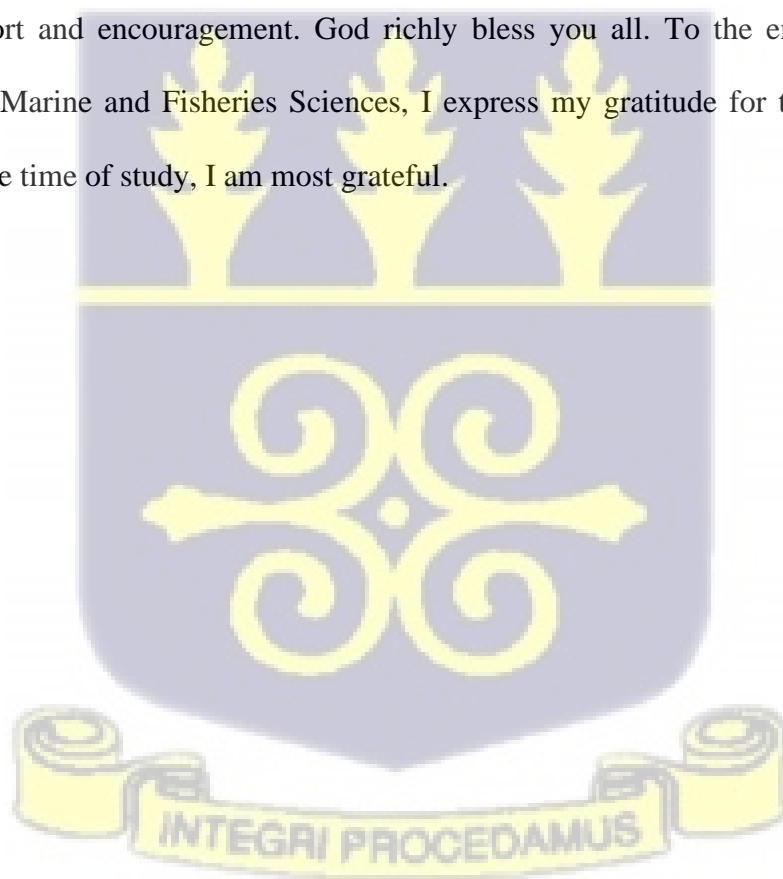 ort and encouragement. God richly bless you all. To the
Marine and Fisheries Sciences, I express my gratitude for
e time of study, I am most grateful.
INTEGRI PROCEDAMUS